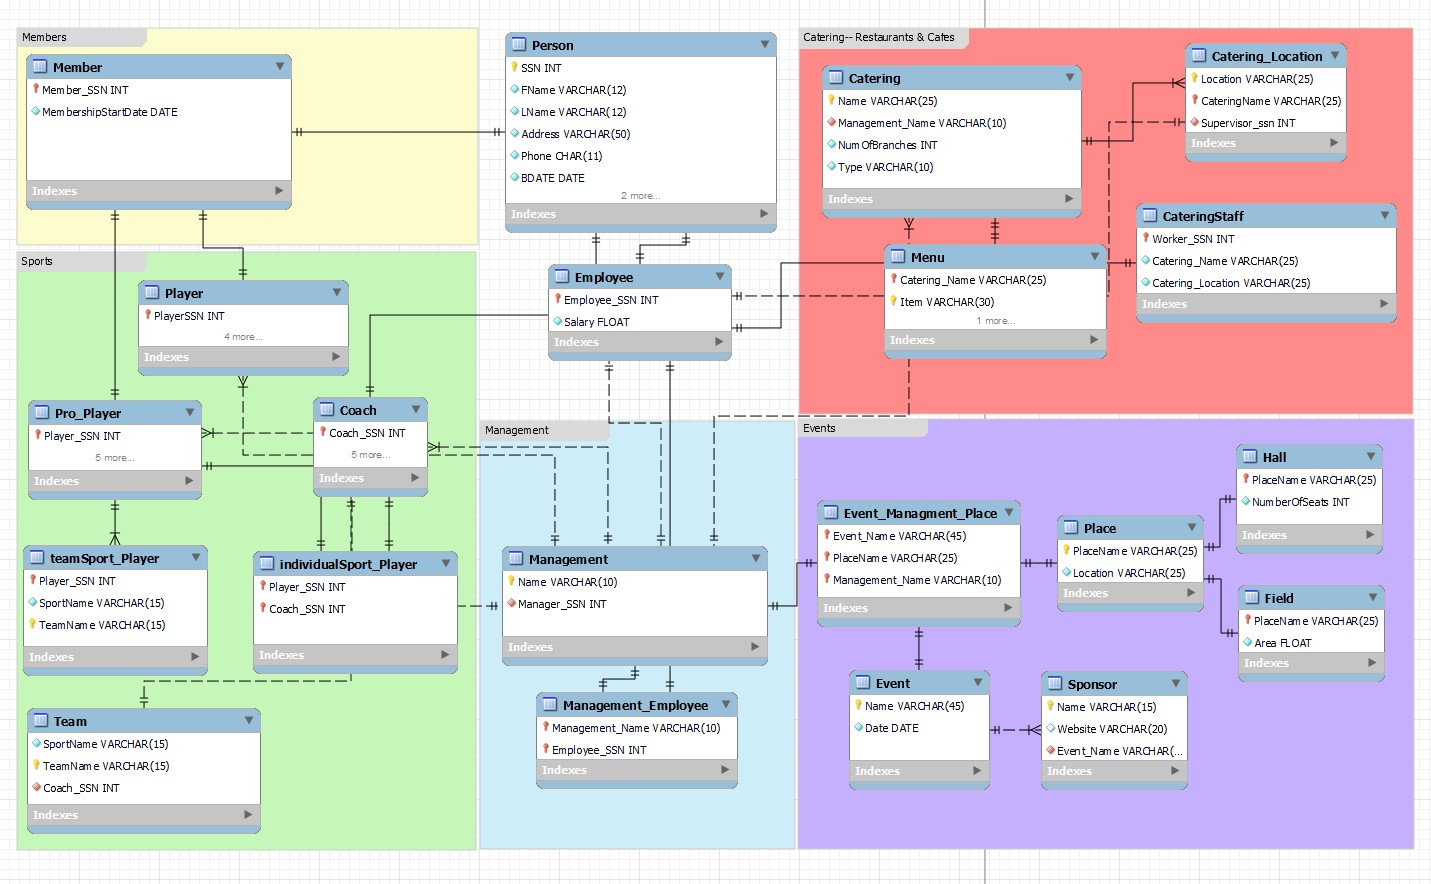 Members
Member
Member_SSN INT
MembershipStartDate DATE
Indexes
Person
SSN INT
FName VARCHAR(12)
LName VARCHAR(12)
Address VARCHAR(50)
Phone CHAR(11)
BDATE DATE
2 more...
Indexes
Catering-- Restaurants & Cafes
Catering
Name VARCHAR(25)
Management_Name VARCHAR(10)
NumOfBranches INT
Type VARCHAR(10)
Indexes
Catering_Location
Location VARCHAR(25)
CateringName VARCHAR(25)
Supervisor_ssn INT
Indexes
CateringStaff
Worker_SSN INT
Catering_Name VARCHAR(25)
Catering_Location VARCHAR(25)
Indexes
Menu
Catering_Name VARCHAR(25)
Item VARCHAR(30)
1 more...
Indexes
Employee
Employee_SSN INT
Salary FLOAT
Indexes
Sports
Player
PlayerSSN INT
4 more...
Indexes
Pro_Player
Player_SSN INT
5 more...
Indexes
Coach
Coach_SSN INT
5 more...
Indexes
teamSport_Player
Player_SSN INT
SportName VARCHAR(15)
TeamName VARCHAR(15)
Indexes
individualSport_Player
Player_SSN INT
Coach_SSN INT
Indexes
Team
SportName VARCHAR(15)
TeamName VARCHAR(15)
Coach_SSN INT
Indexes
Management
Management
Name VARCHAR(10)
Manager_SSN INT
Indexes
Management_Employee
Management_Name VARCHAR(10)
Employee_SSN INT
Indexes
Events
Event_Managment_Place
Event_Name VARCHAR(45)
PlaceName VARCHAR(25)
Management_Name VARCHAR(10)
Indexes
Place
PlaceName VARCHAR(25)
Location VARCHAR(25)
Indexes
Hall
PlaceName VARCHAR(25)
NumberOfSeats INT
Indexes
Field
PlaceName VARCHAR(25)
Area FLOAT
Indexes
Event
Name VARCHAR(45)
Date DATE
Indexes
Sponsor
Name VARCHAR(15)
Website VARCHAR(20)
Event_Name VARCHAR(...
Indexes